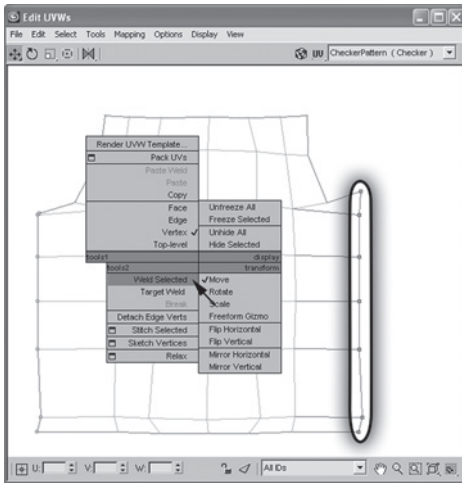 Edit UVWs
File Edit Select Tools Mapping Options Display View
UV CheckerPattern ( Checker )
Render UVW Template...
Pack UVs
Paste Weld
Paste
Copy
Face
Edge
Vertex
Top-level
tools1
Unfreeze All
Freeze Selected
Unhide All
Hide Selected
display
tools2
Weld Selected
Target Weld
Break
Detach Edge Verts
Stitch Selected
Sketch Vertices
Relax
transform
Move
Rotate
Scale
Freeform Gizmo
Flip Horizontal
Flip Vertical
Mirror Horizontal
Mirror Vertical
U: V: W: All IDs